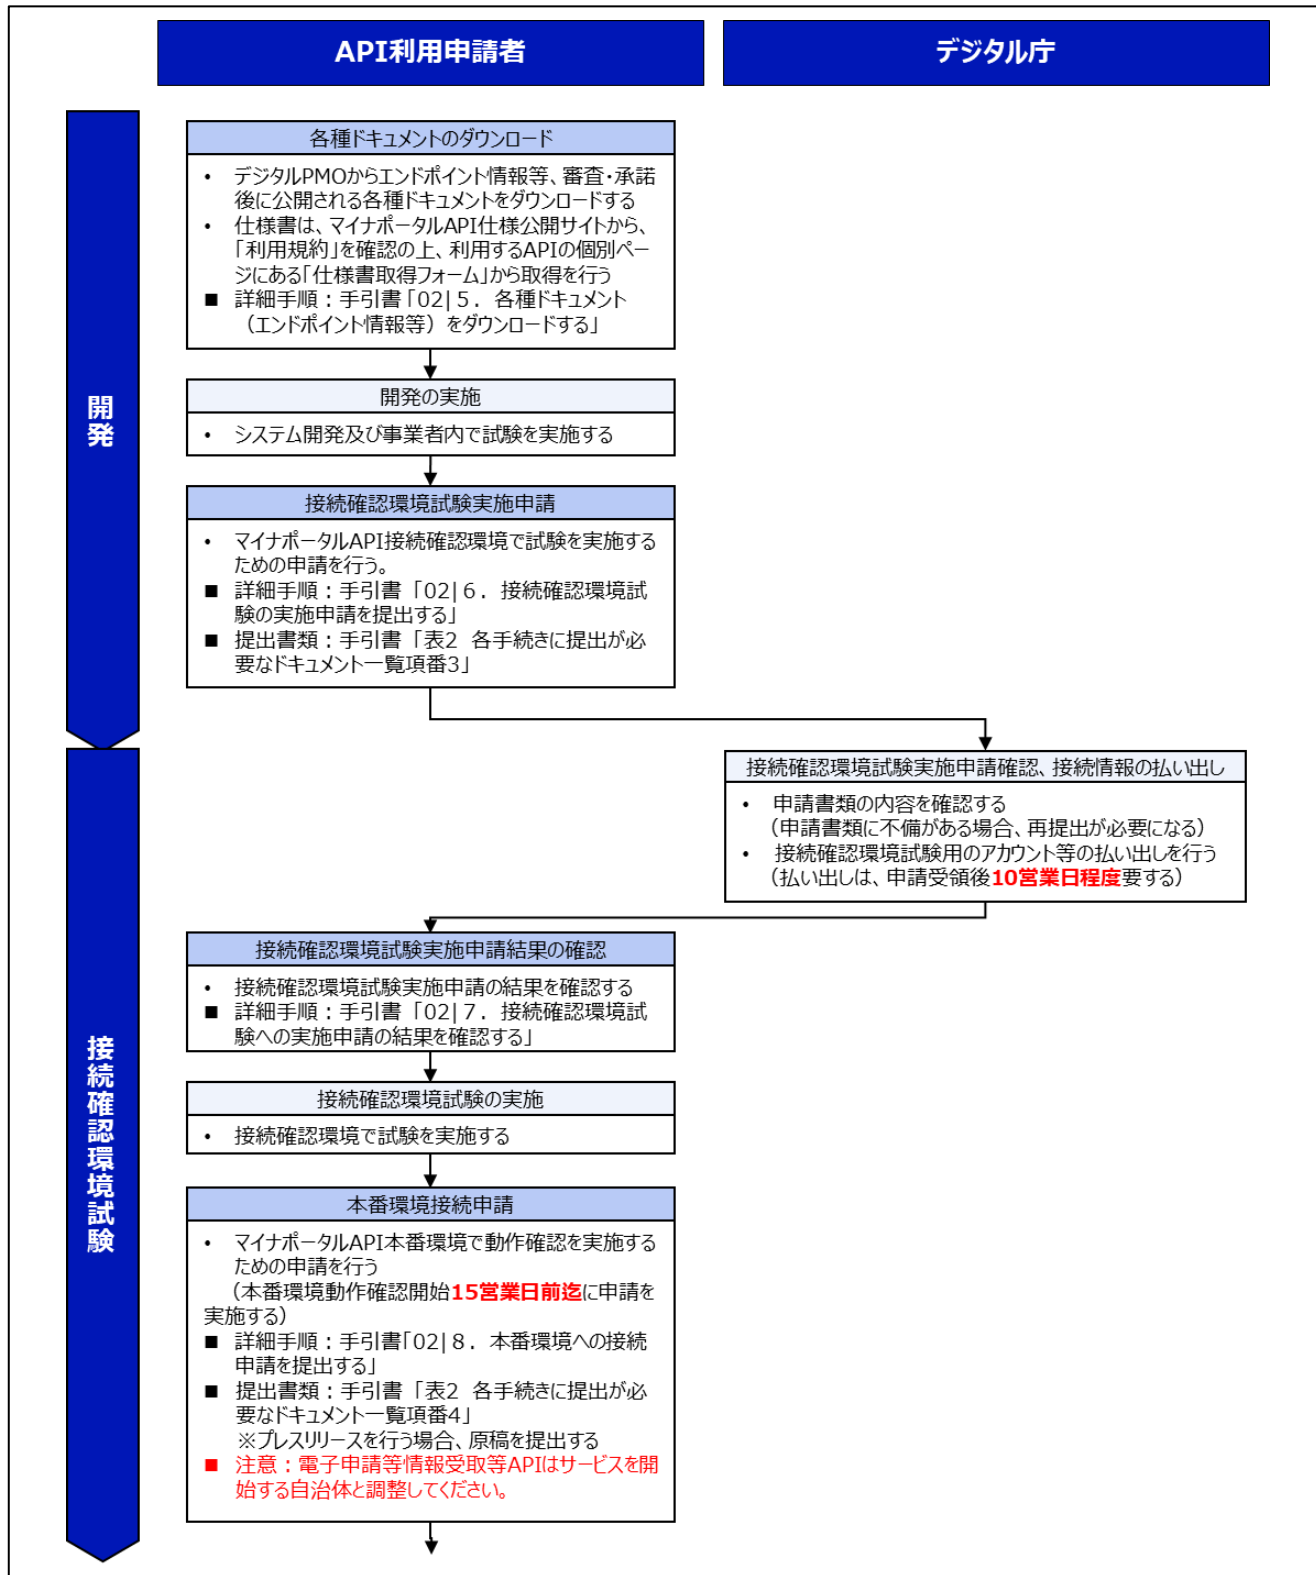 API利用申請者
デジタル庁
開発
各種ドキュメントのダウンロード
• デジタルPMOからエンドポイント情報等、審査・承諾
後に公開される各種ドキュメントをダウンロードする
• 仕様書は、マイナポータルAPI仕様公開サイトから、
「利用規約」を確認の上、利用するAPIの個別ペー
ジにある「仕様書取得フォーム」から取得を行う
■ 詳細手順：手引書「02|５．各種ドキュメント
（エンドポイント情報等）をダウンロードする」
開発の実施
• システム開発及び事業者内で試験を実施する
接続確認環境試験実施申請
• マイナポータルAPI接続確認環境で試験を実施する
ための申請を行う。
■ 詳細手順：手引書「02|６．接続確認環境試
験の実施申請を提出する」
■ 提出書類：手引書「表2 各手続きに提出が必
要なドキュメント一覧項番3」
接続確認環境試験
接続確認環境試験実施申請確認、接続情報の払い出し
• 申請書類の内容を確認する
（申請書類に不備がある場合、再提出が必要になる）
• 接続確認環境試験用のアカウント等の払い出しを行う
（払い出しは、申請受領後10営業日程度要する）
接続確認環境試験実施申請結果の確認
• 接続確認環境試験実施申請の結果を確認する
■ 詳細手順：手引書「02|７．接続確認環境試
験への実施申請の結果を確認する」
接続確認環境試験の実施
• 接続確認環境で試験を実施する
本番環境接続申請
• マイナポータルAPI本番環境で動作確認を実施する
ための申請を行う
（本番環境動作確認開始15営業日前迄に申請を
実施する）
■ 詳細手順：手引書「02|８．本番環境への接続
申請を提出する」
■ 提出書類：手引書「表2 各手続きに提出が必
要なドキュメント一覧項番4」
※プレスリリースを行う場合、原稿を提出する
■ 注意：電子申請等情報受取等APIはサービスを開
始する自治体と調整してください。